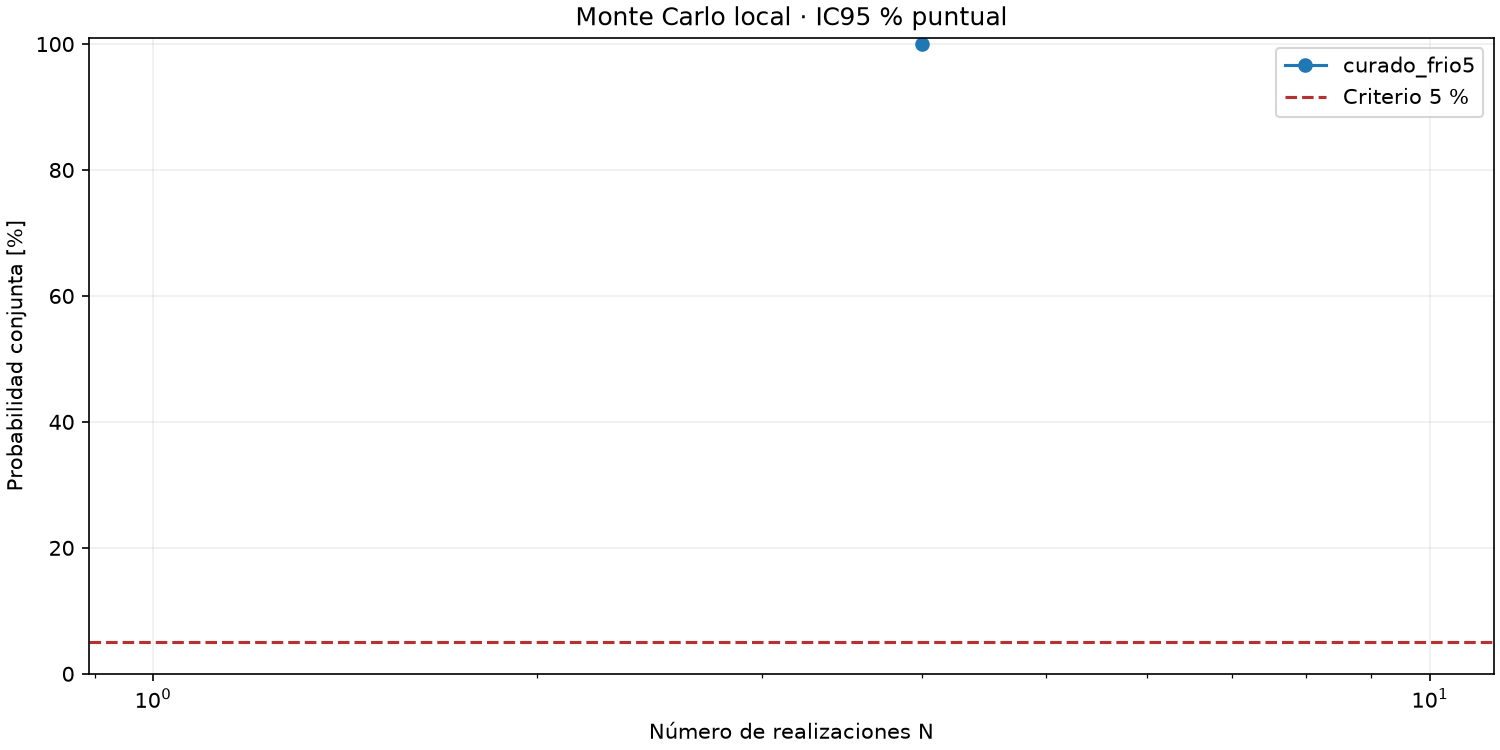 Monte Carlo local · IC95 % puntual
100
80
60
40
20
0
Probabilidad conjunta [%]
curado_frio5
Criterio 5 %
10⁰
10¹
Número de realizaciones N